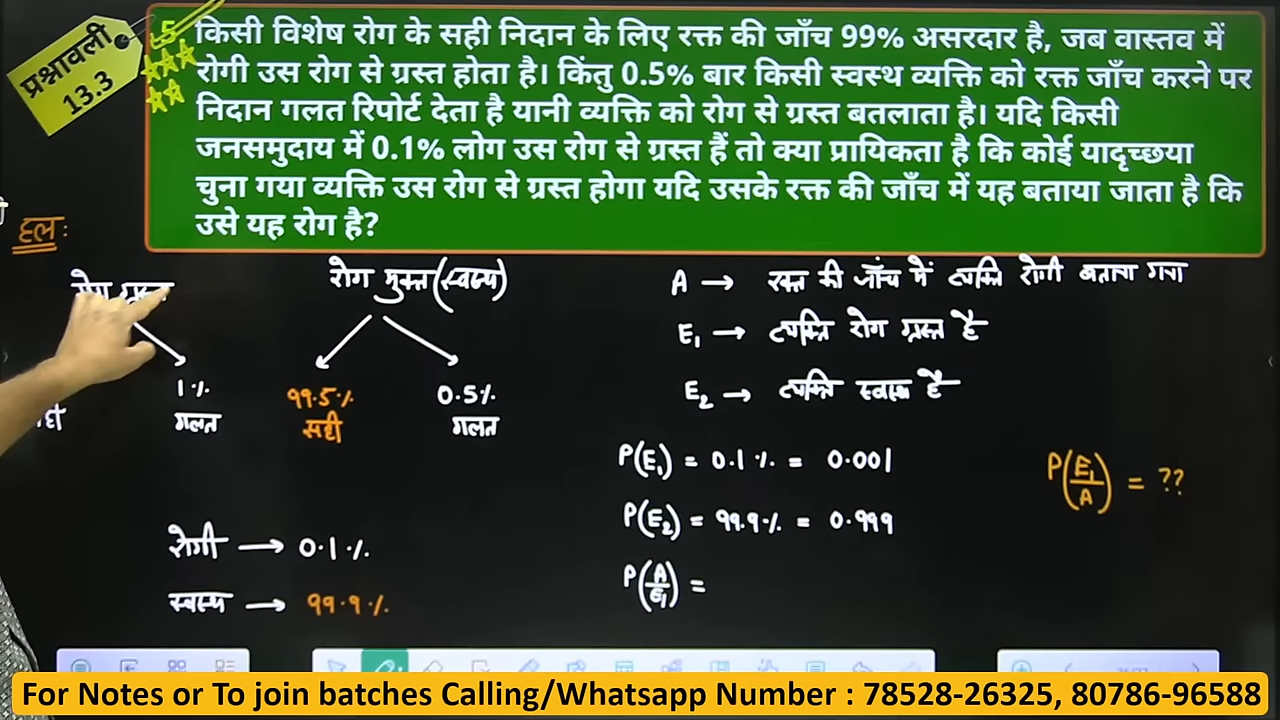 प्रश्नावली
13.3
5. किसी विशेष रोग के सही निदान के लिए रक्त की जाँच 99% असरदार है, जब वास्तव में
रोगी उस रोग से ग्रस्त होता है। किंतु 0.5% बार किसी स्वस्थ व्यक्ति को रक्त जाँच करने पर
निदान गलत रिपोर्ट देता है यानी व्यक्ति को रोग से ग्रस्त बतलाता है। यदि किसी
जनसमुदाय में 0.1% लोग उस रोग से ग्रस्त हैं तो क्या प्रायिकता है कि कोई यादृच्छया
चुना गया व्यक्ति उस रोग से ग्रस्त होगा यदि उसके रक्त की जाँच में यह बताया जाता है कि
उसे यह रोग है?
हल:
रोग मुक्त (स्वस्थ)
1%
गलत
99.5%
सही
0.5%
गलत
रोगी → 0.1%
स्वस्थ → 99.9%
A → रक्त की जाँच में व्यक्ति रोगी बताया गया
E₁ → व्यक्ति रोग ग्रस्त है
E₂ → व्यक्ति स्वस्थ है
P(E₁) = 0.1% = 0.001
P(E₂) = 99.9% = 0.999
P(A/E₁) =
P(E₁/A) = ??
For Notes or To join batches Calling/Whatsapp Number : 78528-26325, 80786-96588